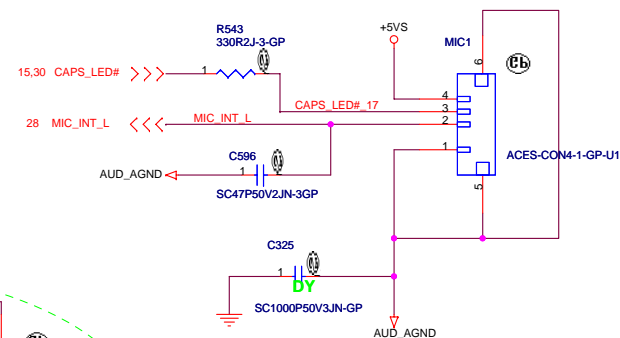 R543
330R2J-3-GP
+5VS
MIC1
6
15,30 CAPS_LED#
1
4
CAPS_LED#_17
3
28 MIC_INT_L
MIC_INT_L
2
C596
1
ACES-CON4-1-GP-U1
AUD_AGND
1
SC47P50V2JN-3GP
5
C325
1
DY
SC1000P50V3JN-GP
AUD_AGND